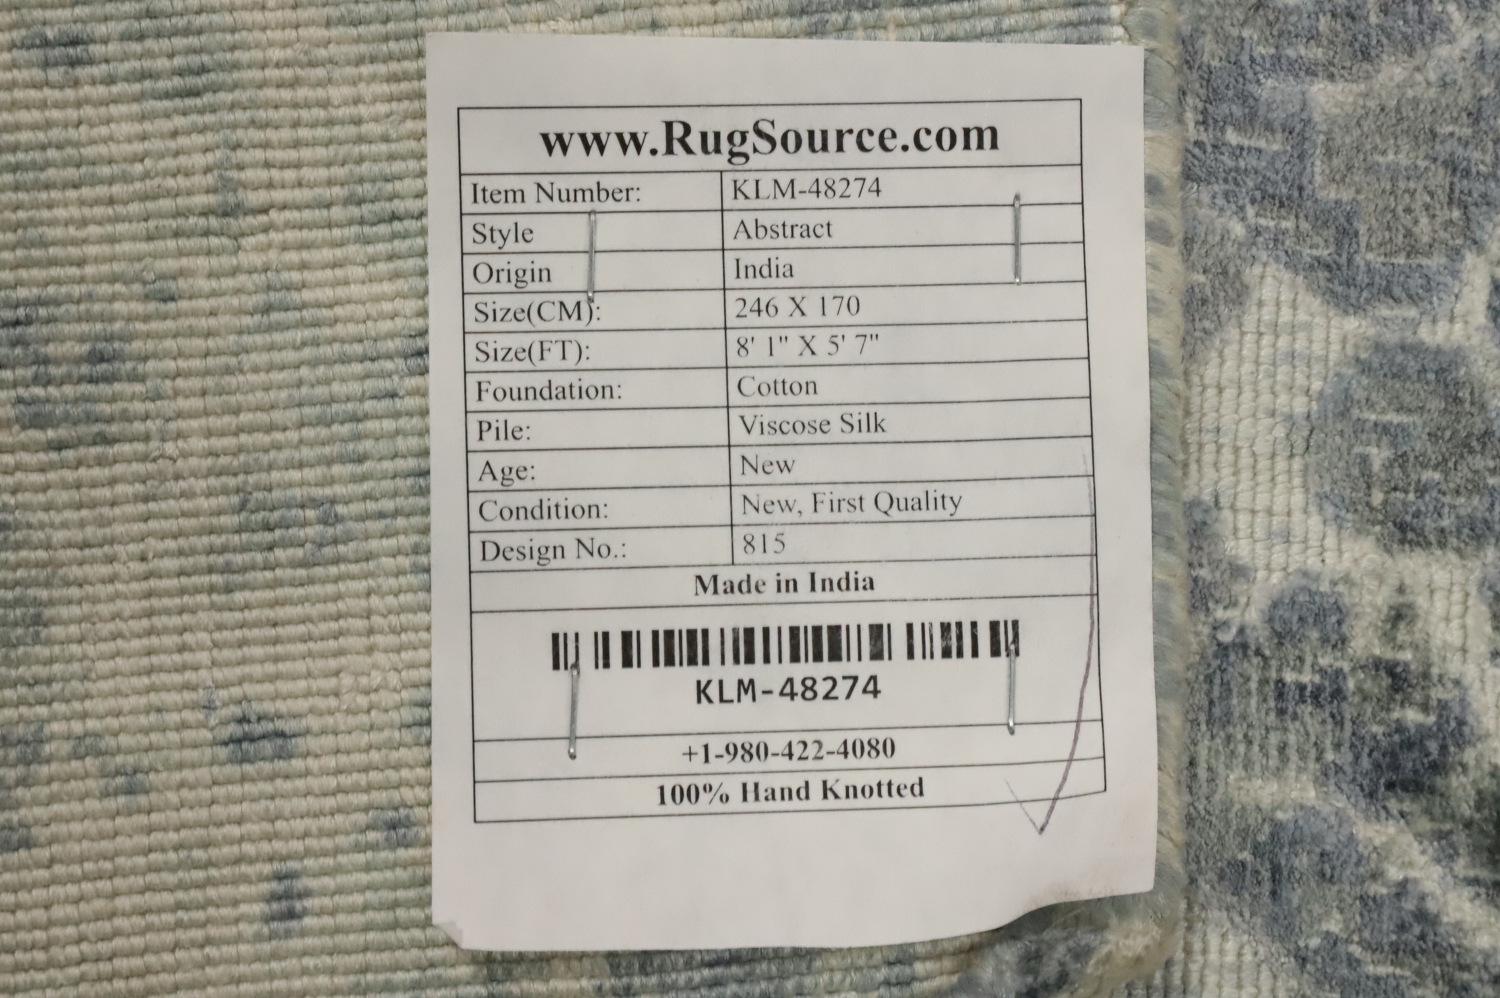 www.RugSource.com
Item Number: KLM-48274
Style Abstract
Origin India
Size(CM): 246 X 170
Size(FT): 8' 1" X 5' 7"
Foundation: Cotton
Pile: Viscose Silk
Age: New
Condition: New, First Quality
Design No.: 815
Made in India
KLM-48274
+1-980-422-4080
100% Hand Knotted